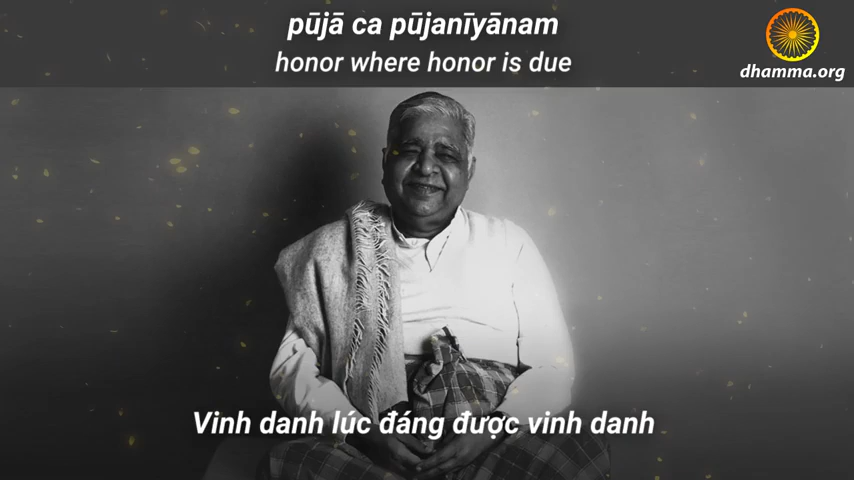 pūjā ca pūjanīyānam
honor where honor is due
dhamma.org
Vinh danh lúc đáng được vinh danh